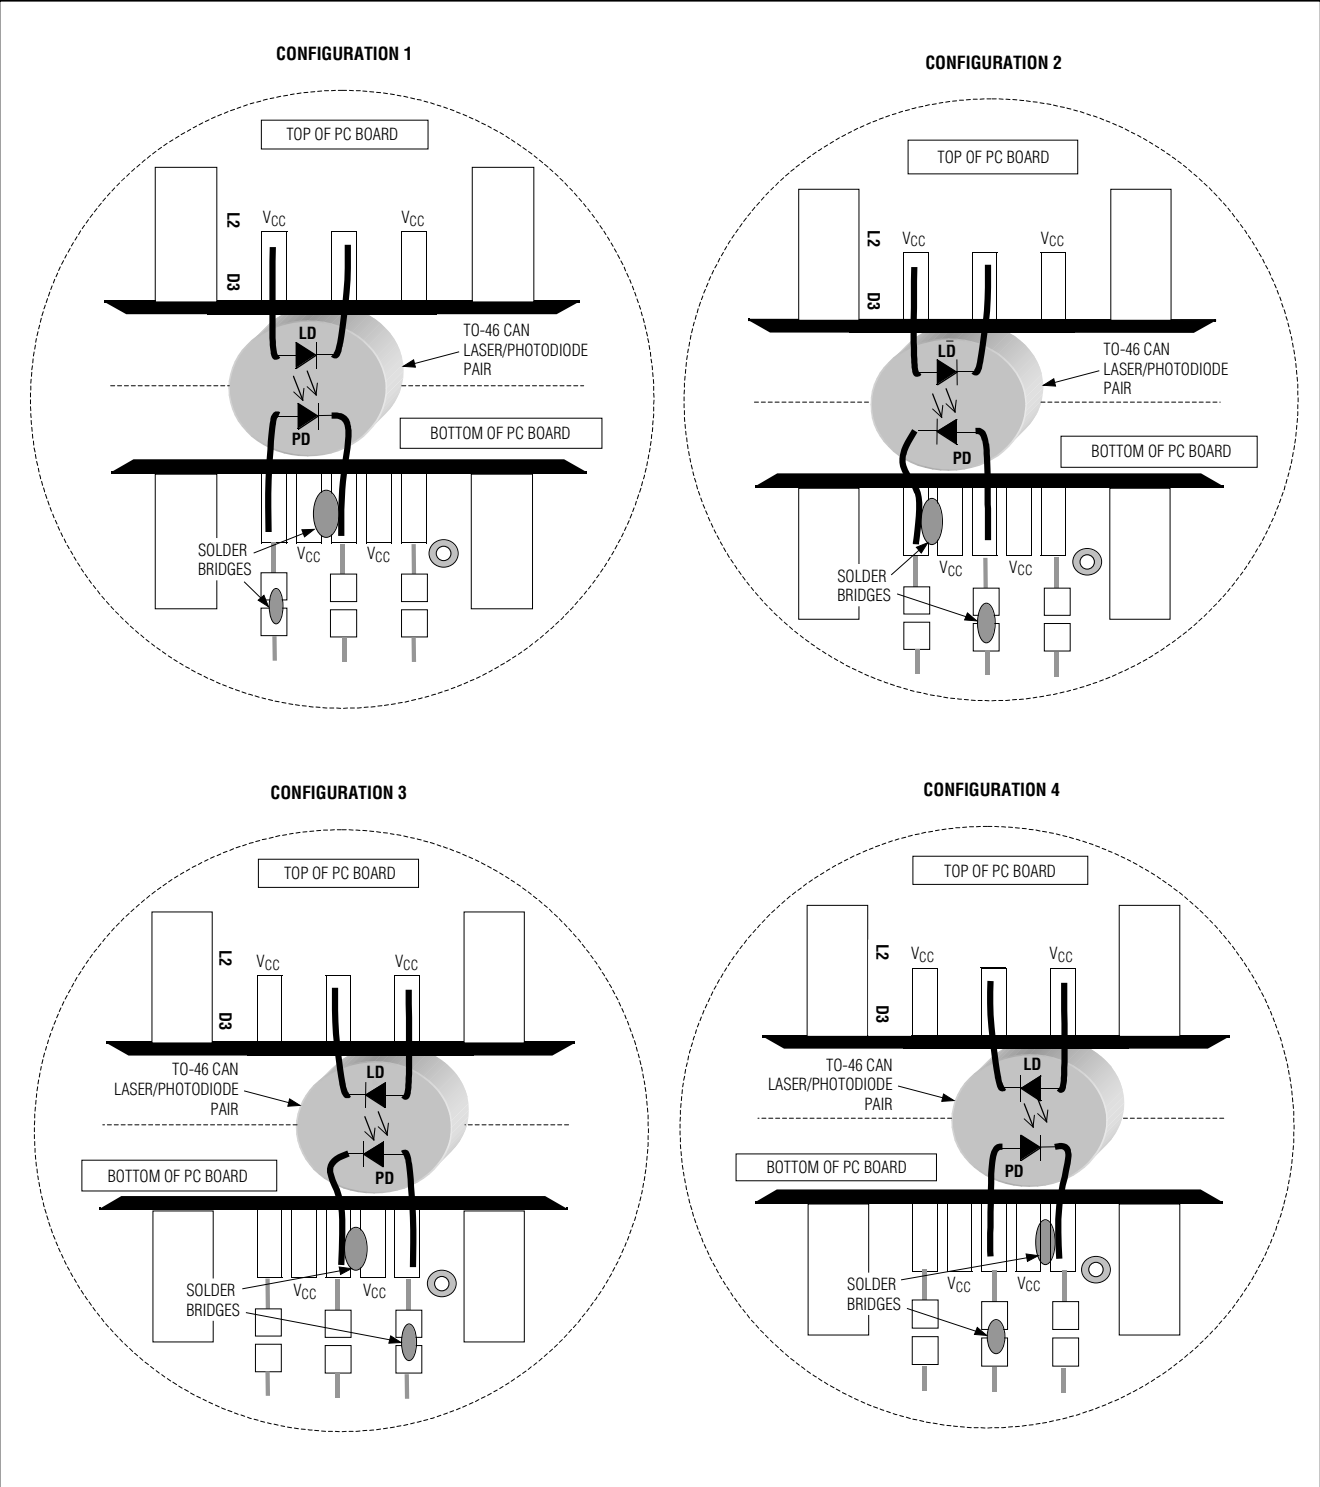 CONFIGURATION 1
TOP OF PC BOARD
L2
D3
VCC
VCC
LD
PD
TO-46 CAN
LASER/PHOTODIODE
PAIR
BOTTOM OF PC BOARD
SOLDER
BRIDGES
VCC
VCC
CONFIGURATION 2
TOP OF PC BOARD
L2
D3
VCC
VCC
LD
PD
TO-46 CAN
LASER/PHOTODIODE
PAIR
BOTTOM OF PC BOARD
SOLDER
BRIDGES
VCC
VCC
CONFIGURATION 3
TOP OF PC BOARD
L2
D3
VCC
VCC
TO-46 CAN
LASER/PHOTODIODE
PAIR
LD
PD
BOTTOM OF PC BOARD
SOLDER
BRIDGES
VCC
VCC
CONFIGURATION 4
TOP OF PC BOARD
L2
D3
VCC
VCC
TO-46 CAN
LASER/PHOTODIODE
PAIR
LD
PD
BOTTOM OF PC BOARD
SOLDER
BRIDGES
VCC
VCC